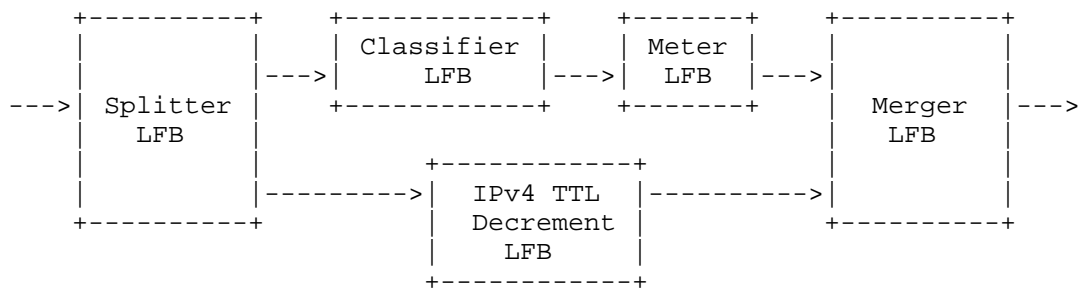 Classifier Meter
LFB LFB
Splitter Merger
LFB LFB
IPv4 TTL
Decrement
LFB